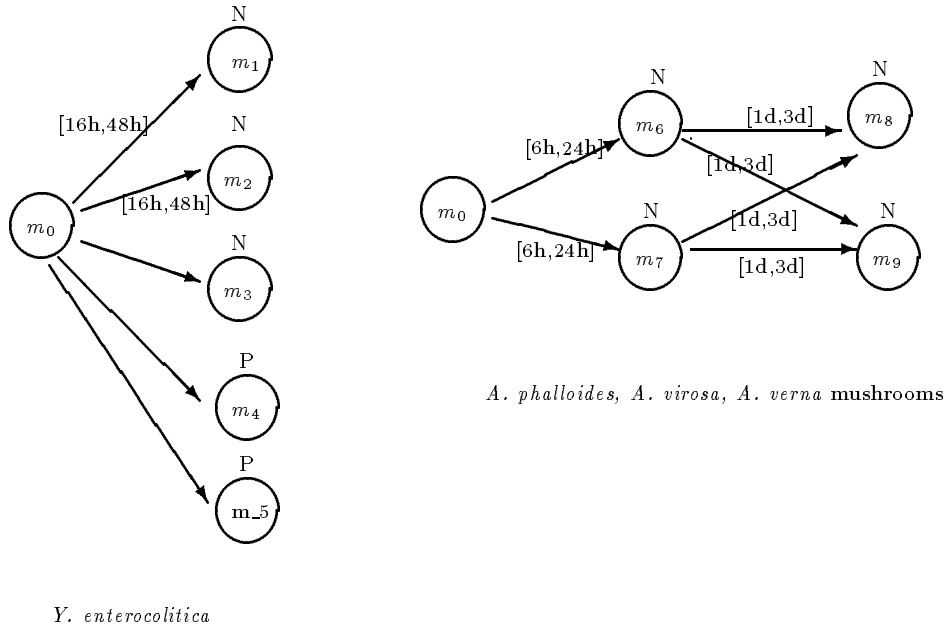 N
m₁
[16h,48h]
N
m₂
[16h,48h]
m₀
N
m₃
P
m₄
P
m_5
Y. enterocolitica
N
m₈
N
m₆
[1d,3d]
[6h,24h]
[1d,3d]
m₀
N
m₇
[6h,24h]
[1d,3d]
[1d,3d]
N
m₉
A. phalloides, A. virosa, A. verna mushrooms